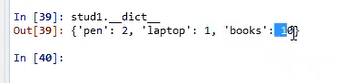 In [39]: stud1.__dict__
Out[39]: {'pen': 2, 'laptop': 1, 'books': 10}
In [40]: